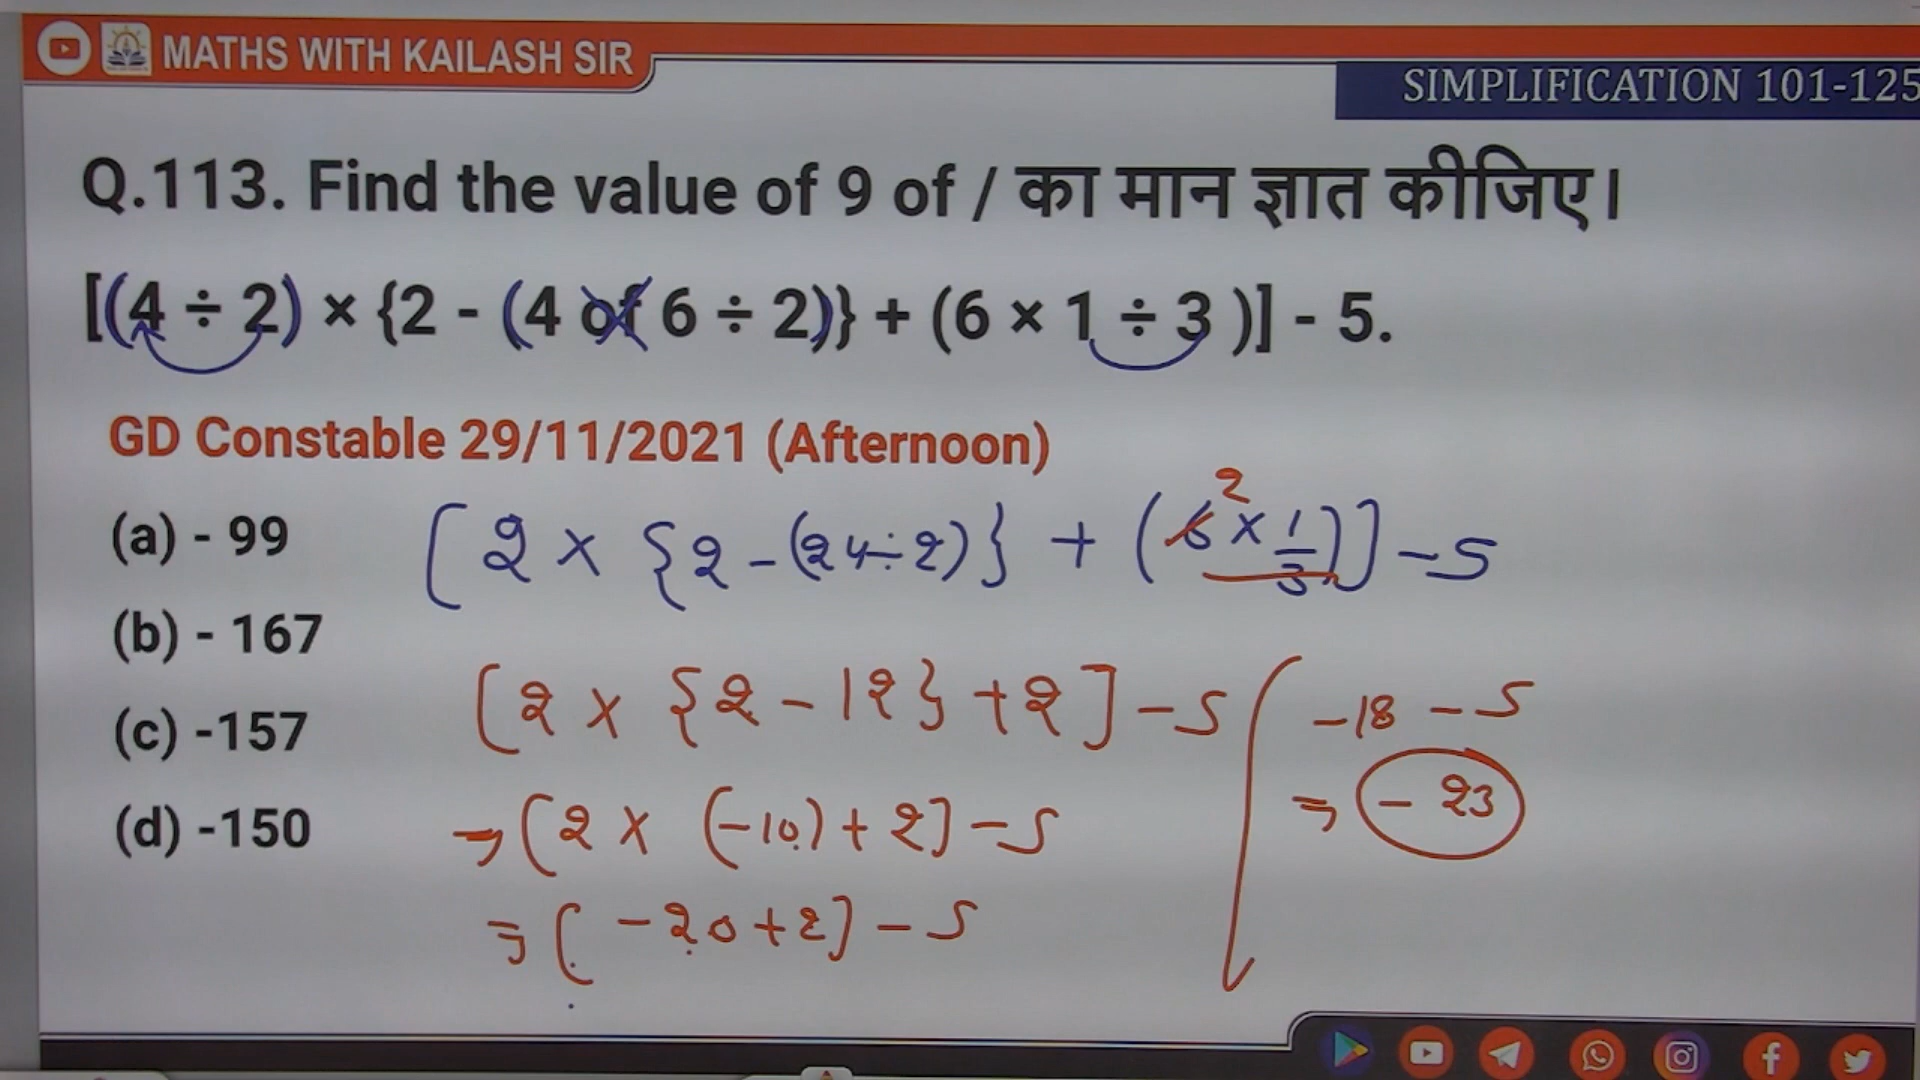 MATHS WITH KAILASH SIR
SIMPLIFICATION 101-125
Q.113. Find the value of 9 of / का मान ज्ञात कीजिए।
[(4 ÷ 2) × {2 - (4 of 6 ÷ 2)} + (6 × 1 ÷ 3 )] - 5.
GD Constable 29/11/2021 (Afternoon)
(a) - 99
(b) - 167
(c) -157
(d) -150
2
[2 × {2 - (24÷2)} + (6 × 1/3)] - 5
[2 × {2 - 12} + 2] - 5
⇒ [2 × (-10) + 2] - 5
= [-20+2] - 5
-18 - 5
⇒ -23